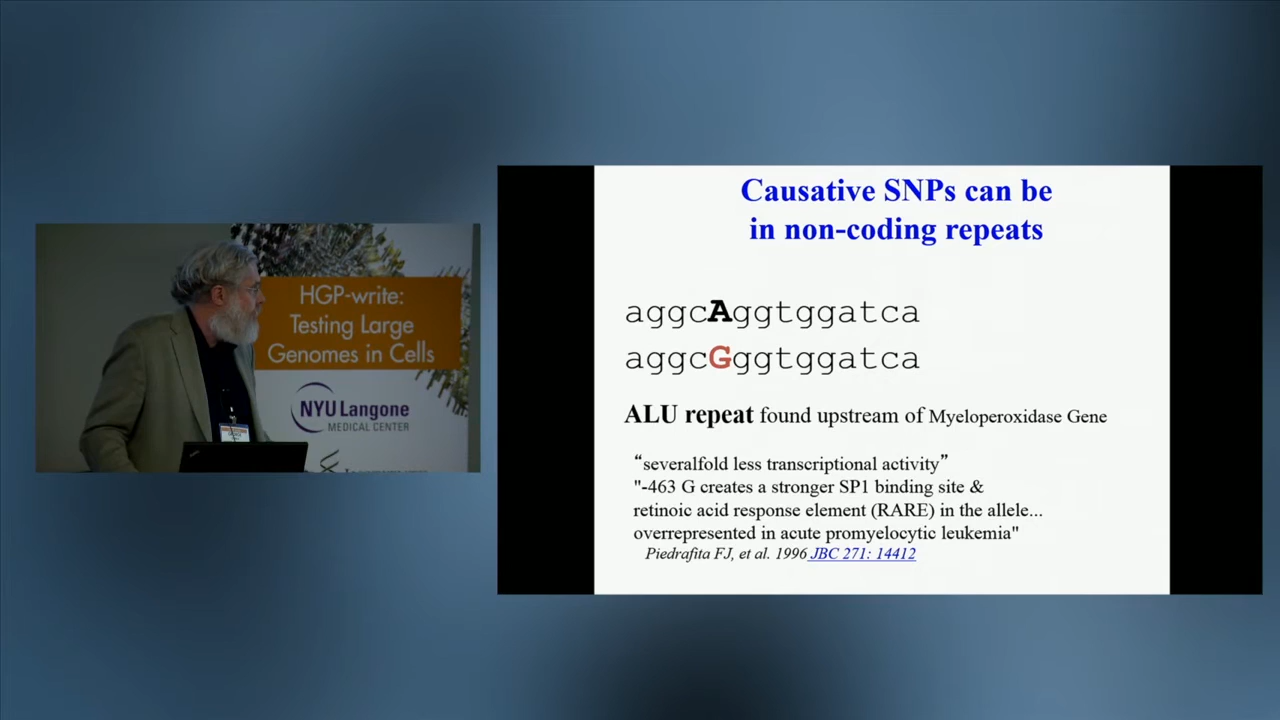 HGP-write:
Testing Large
Genomes in Cells
NYU Langone
MEDICAL CENTER
Causative SNPs can be
in non-coding repeats
aggcAggtggatca
aggcGggtggatca
ALU repeat found upstream of Myeloperoxidase Gene
“severalfold less transcriptional activity”
"-463 G creates a stronger SP1 binding site &
retinoic acid response element (RARE) in the allele...
overrepresented in acute promyelocytic leukemia"
Piedrafita FJ, et al. 1996 JBC 271: 14412